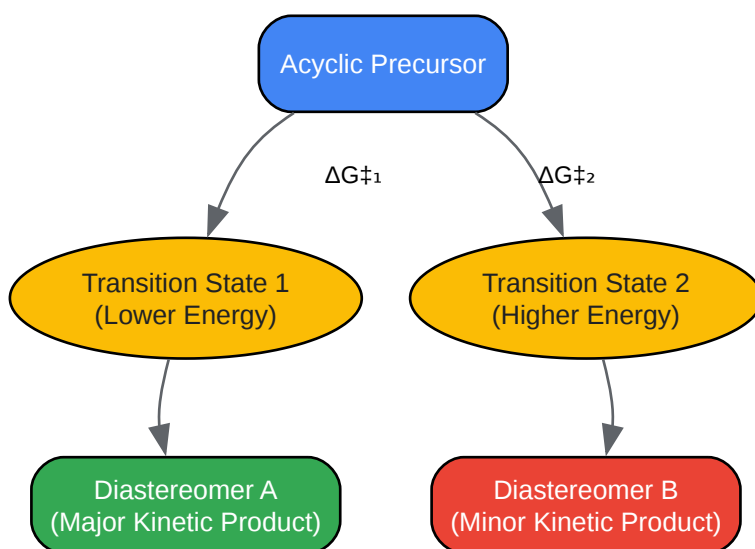 Acyclic Precursor
ΔG‡₁
ΔG‡₂
Transition State 1
(Lower Energy)
Transition State 2
(Higher Energy)
Diastereomer A
(Major Kinetic Product)
Diastereomer B
(Minor Kinetic Product)